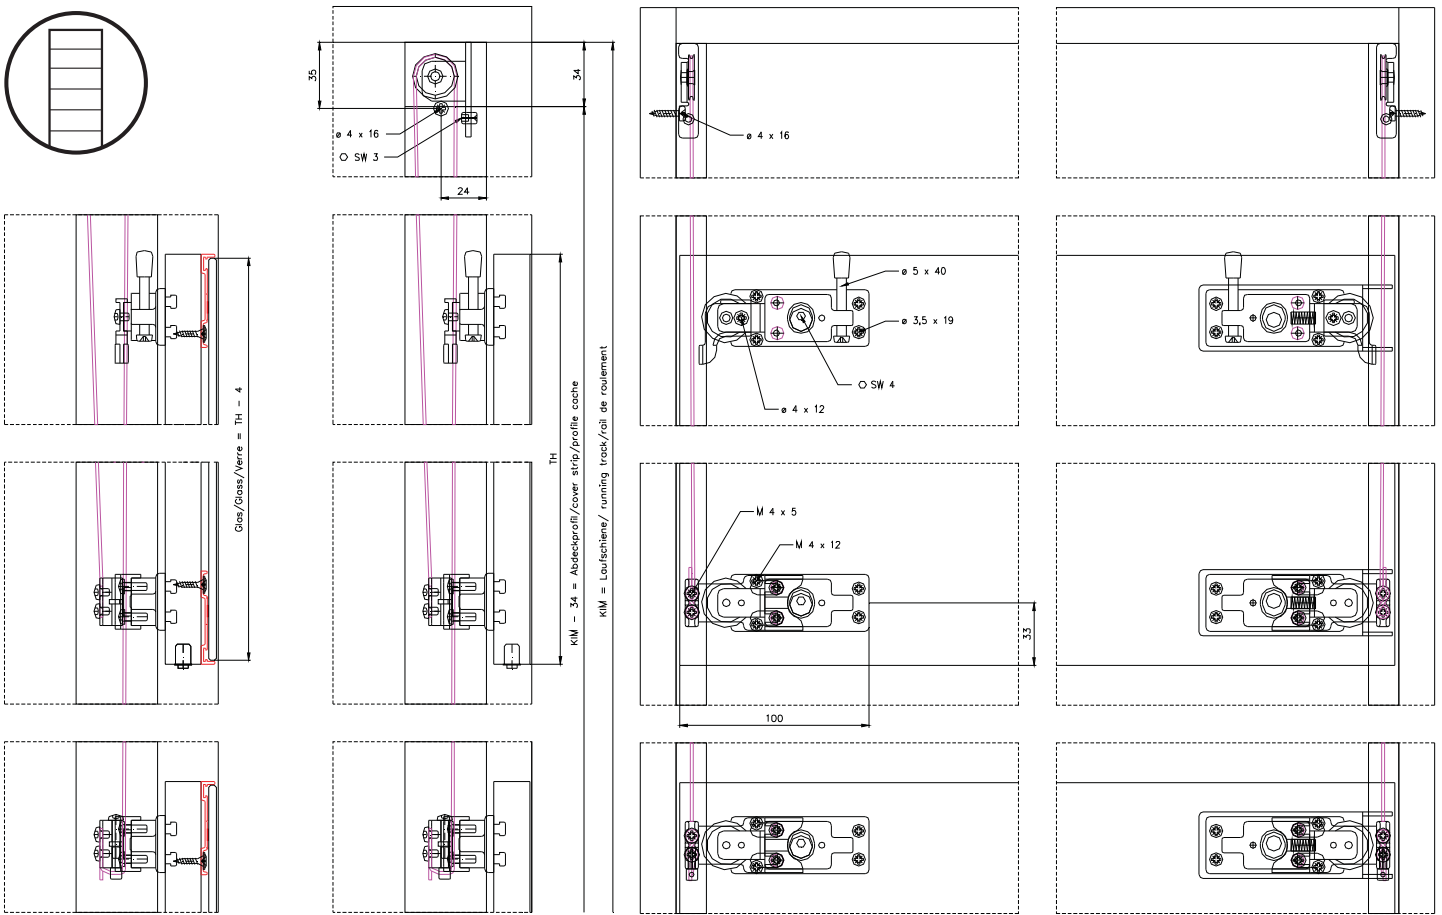 35
34
ø 4 x 16
⬡ SW 3
24
ø 4 x 16
Glas/Glass/Verre = TH - 4
TH
KIM - 34 = Abdeckprofil/cover strip/profile cache
KIM = Laufschiene/ running track/rail de roulement
ø 5 x 40
ø 3,5 x 19
⬡ SW 4
ø 4 x 12
M 4 x 5
M 4 x 12
33
100